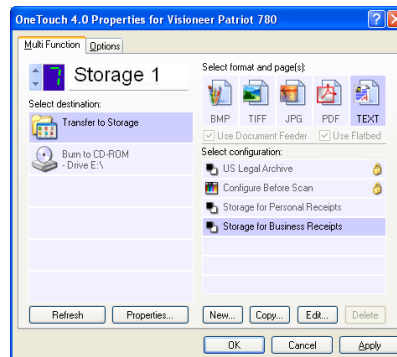 OneTouch 4.0 Properties for Visioneer Patriot 780
Multi Function
Options
7
Storage 1
Select destination:
Transfer to Storage
Burn to CD-ROM
- Drive E:\
Select format and page(s):
BMP
TIFF
JPG
PDF
TEXT
Use Document Feeder
Use Flatbed
Select configuration:
US Legal Archive
Configure Before Scan
Storage for Personal Receipts
Storage for Business Receipts
Refresh
Properties...
New...
Copy...
Edit...
Delete
OK
Cancel
Apply